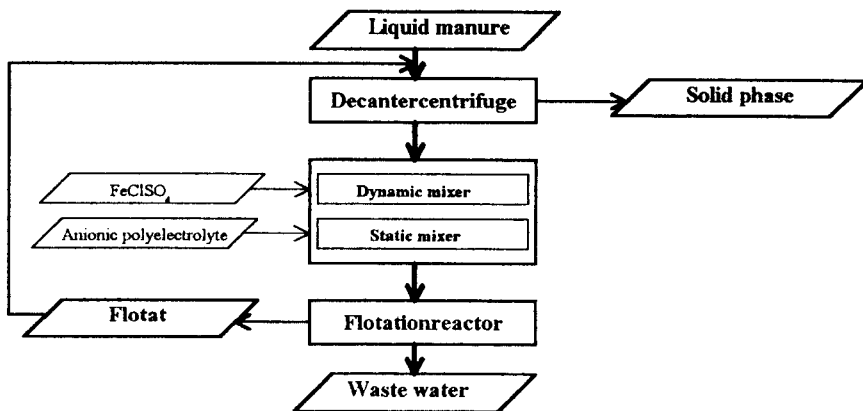 Liquid manure
Decantercentrifuge
Solid phase
FeClSO4
Dynamic mixer
Anionic polyelectrolyte
Static mixer
Flotat
Flotationreactor
Waste water